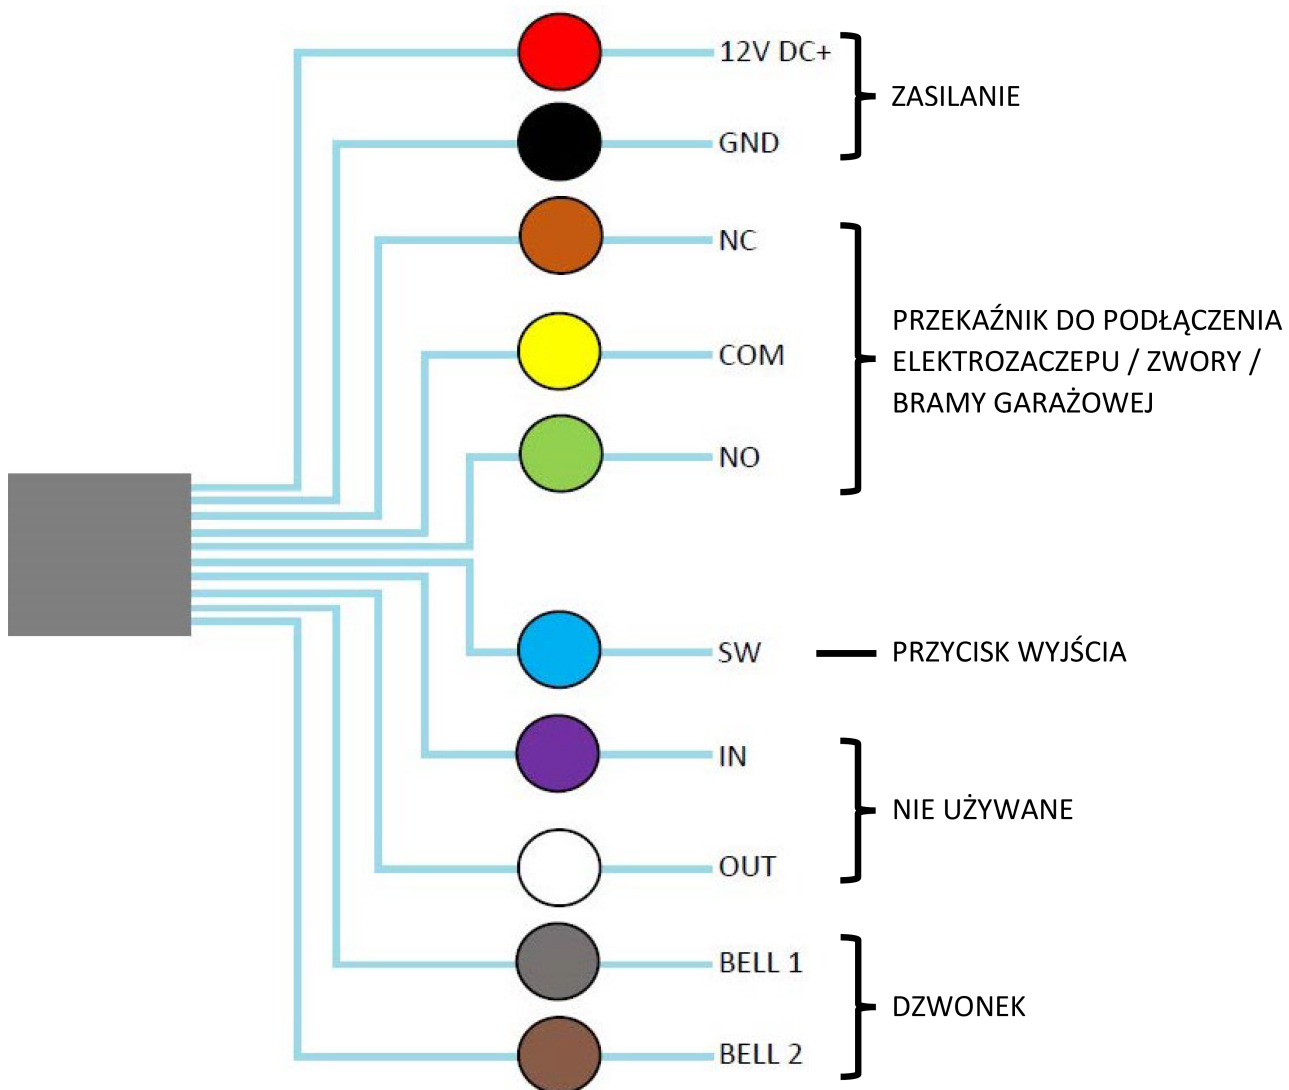 12V DC+
ZASILANIE
GND
NC
PRZEKAŹNIK DO PODŁĄCZENIA
ELEKTROZACZEPU / ZWORY /
BRAMY GARAŻOWEJ
COM
NO
SW
PRZYCISK WYJŚCIA
IN
NIE UŻYWANE
OUT
BELL 1
DZWONEK
BELL 2